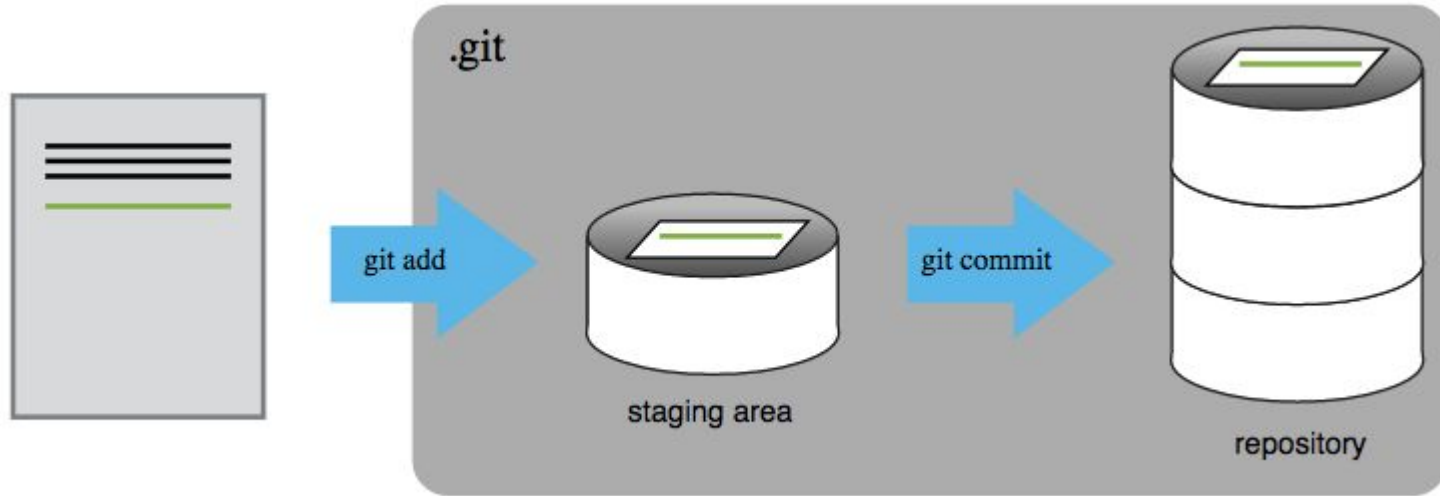 .git
git add
git commit
staging area
repository